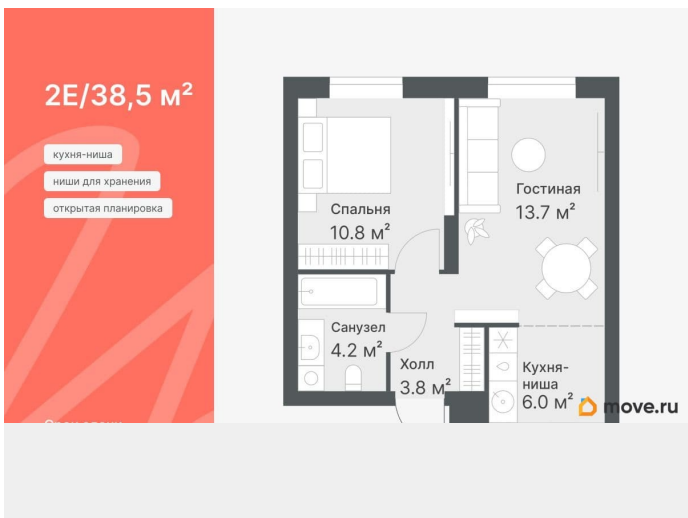 2Е/38,5 м²
кухня-ниша
ниши для хранения
открытая планировка
Спальня
10.8 м²
Гостиная
13.7 м²
Санузел
4.2 м²
Холл
3.8 м²
Кухня-
ниша
6.0 м²
move.ru